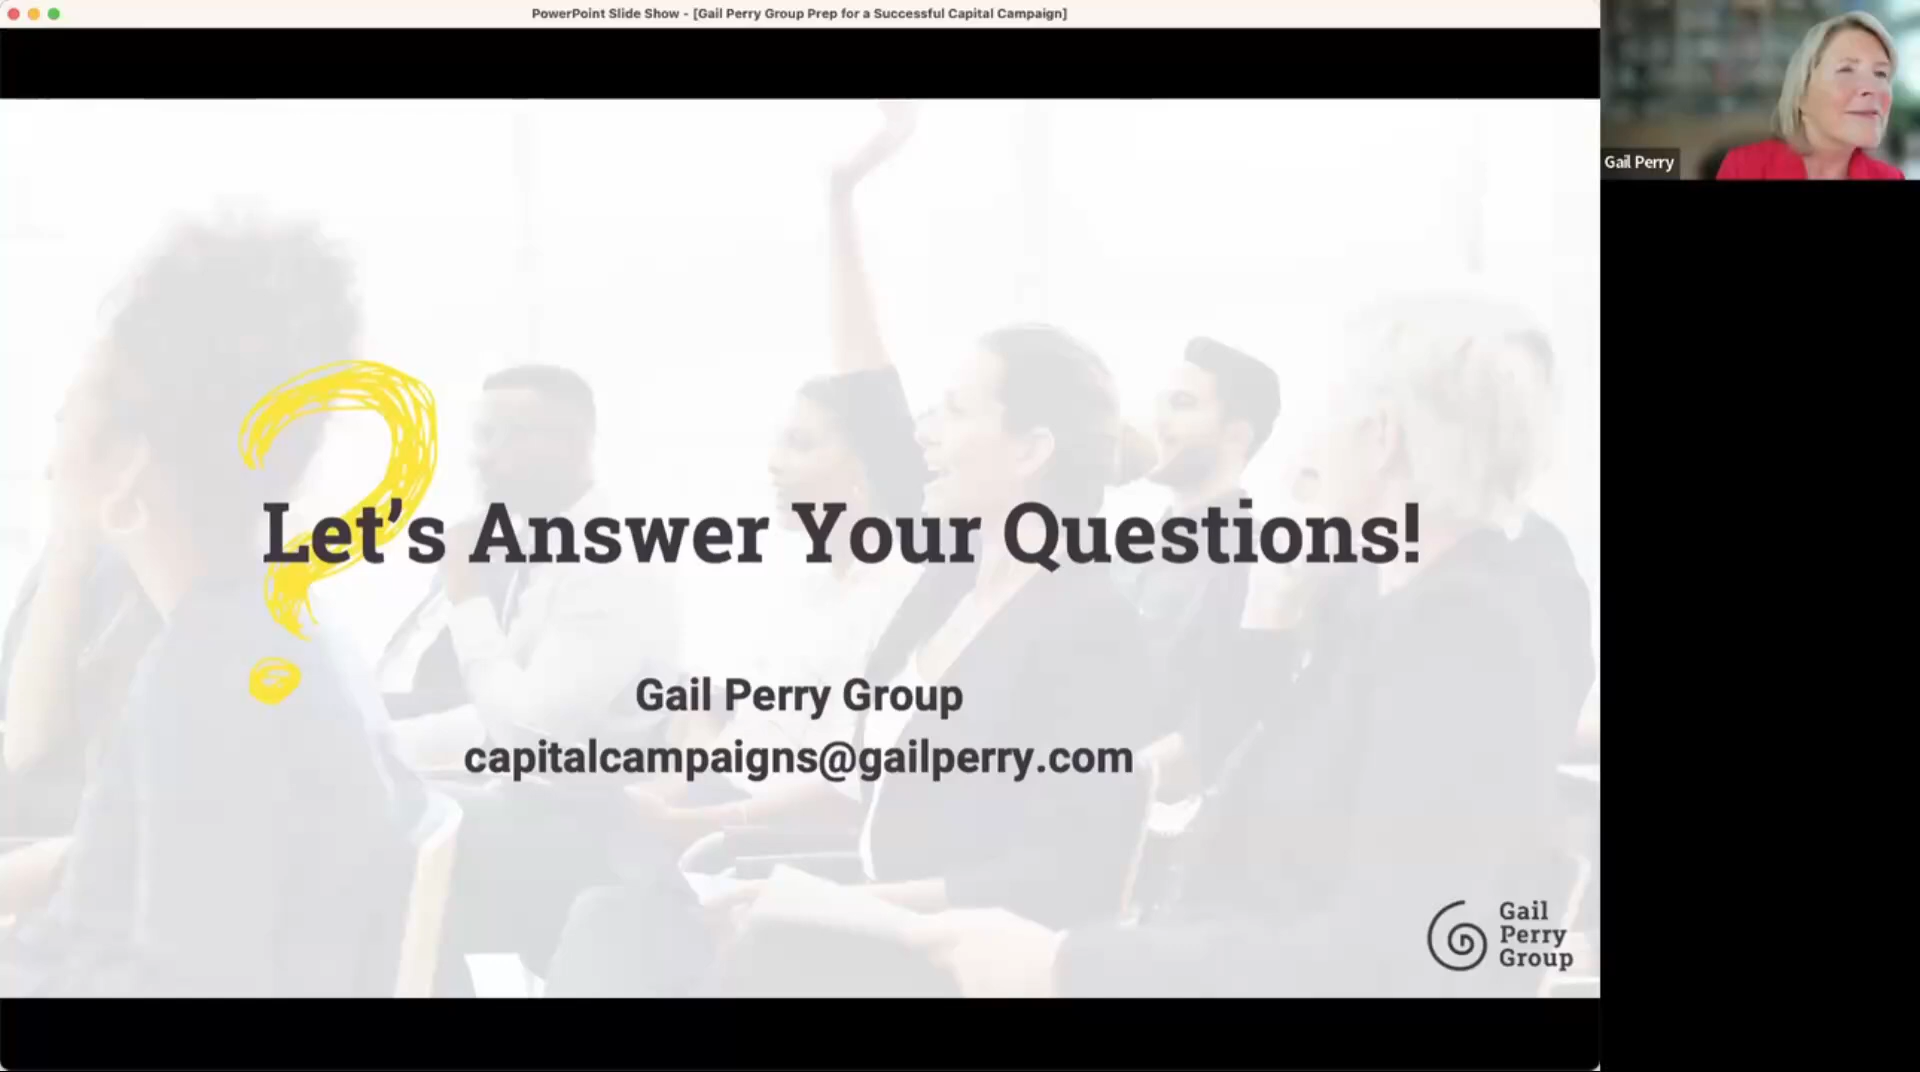 PowerPoint Slide Show - [Gail Perry Group Prep for a Successful Capital Campaign]
Gail Perry
Let’s Answer Your Questions!
Gail Perry Group
capitalcampaigns@gailperry.com
Gail
Perry
Group